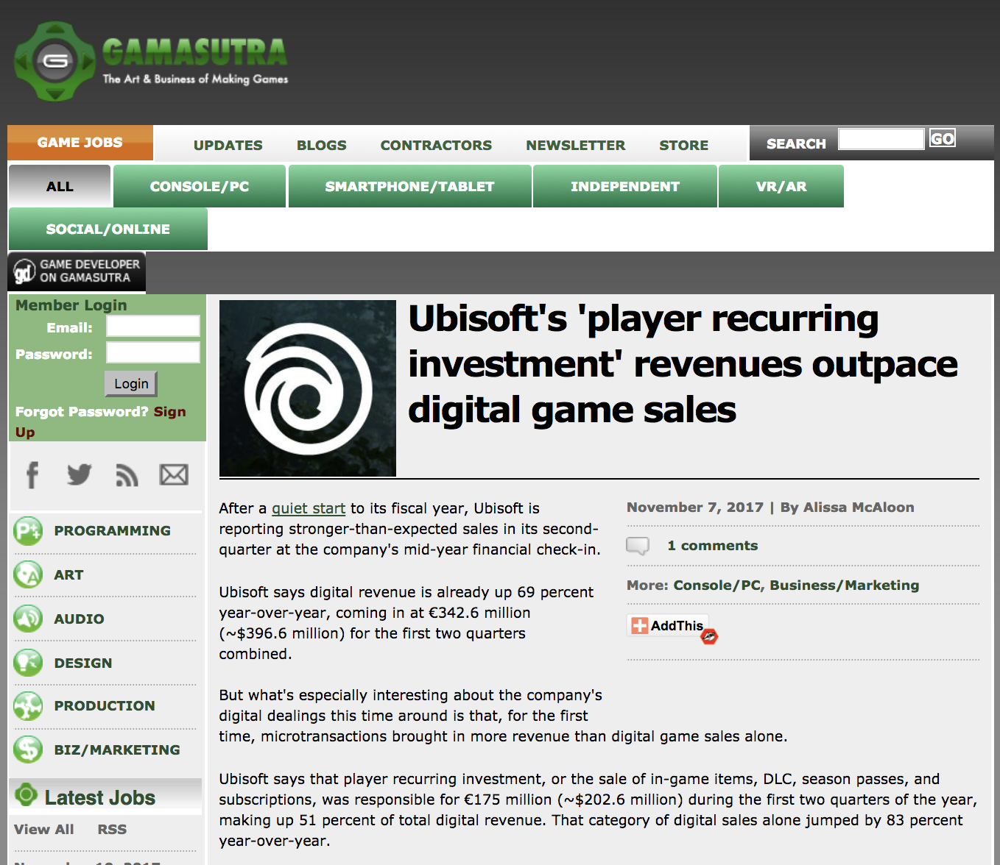 GAMASUTRA
The Art & Business of Making Games
GAME JOBS
UPDATES
BLOGS
CONTRACTORS
NEWSLETTER
STORE
SEARCH
GO
ALL
CONSOLE/PC
SMARTPHONE/TABLET
INDEPENDENT
VR/AR
SOCIAL/ONLINE
gd
GAME DEVELOPER
ON GAMASUTRA
Member Login
Email:
Password:
Login
Forgot Password? Sign
Up
PROGRAMMING
ART
AUDIO
DESIGN
PRODUCTION
BIZ/MARKETING
Latest Jobs
View All RSS
Ubisoft's 'player recurring
investment' revenues outpace
digital game sales
November 7, 2017 | By Alissa McAloon
1 comments
More: Console/PC, Business/Marketing
AddThis
After a quiet start to its fiscal year, Ubisoft is
reporting stronger-than-expected sales in its second-
quarter at the company's mid-year financial check-in.
Ubisoft says digital revenue is already up 69 percent
year-over-year, coming in at €342.6 million
(~$396.6 million) for the first two quarters
combined.
But what's especially interesting about the company's
digital dealings this time around is that, for the first
time, microtransactions brought in more revenue than digital game sales alone.
Ubisoft says that player recurring investment, or the sale of in-game items, DLC, season passes, and
subscriptions, was responsible for €175 million (~$202.6 million) during the first two quarters of the year,
making up 51 percent of total digital revenue. That category of digital sales alone jumped by 83 percent
year-over-year.